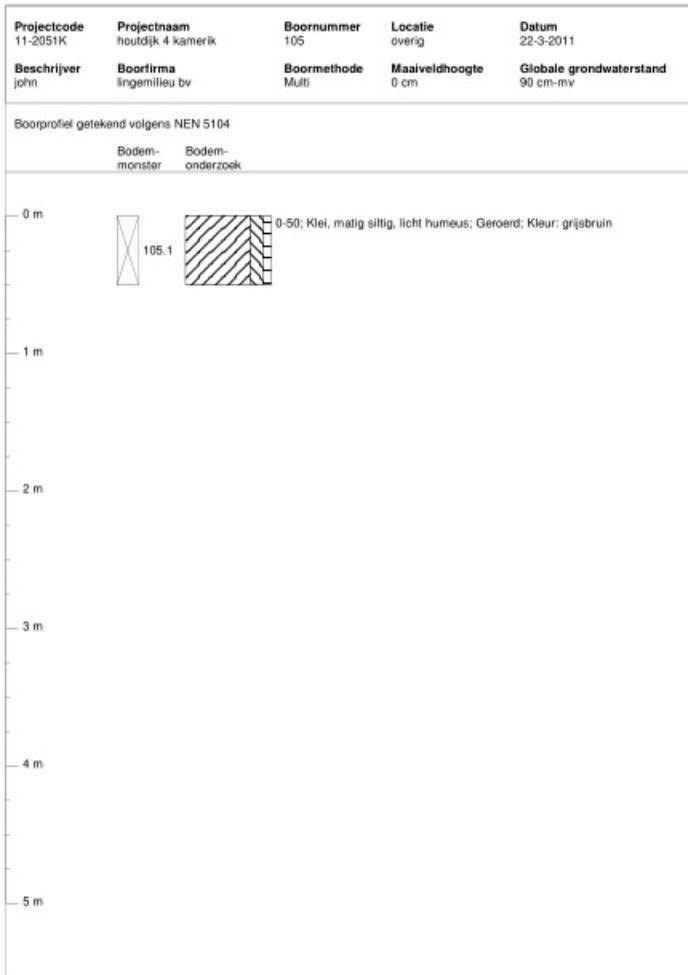 Projectcode Projectnaam Boornummer Locatie Datum
11-2051K houtdijk 4 kamerik 105 overig 22-3-2011
Beschrijver Boorfirma Boormethode Maaiveldhoogte Globale grondwaterstand
john lingemilieu bv Multi 0 cm 90 cm-mv
Boorprofiel getekend volgens NEN 5104
Bodem- Bodem-
monster onderzoek
0 m
0-50; Klei, matig siltig, licht humeus; Geroerd; Kleur: grijsbruin
105.1
1 m
2 m
3 m
4 m
5 m